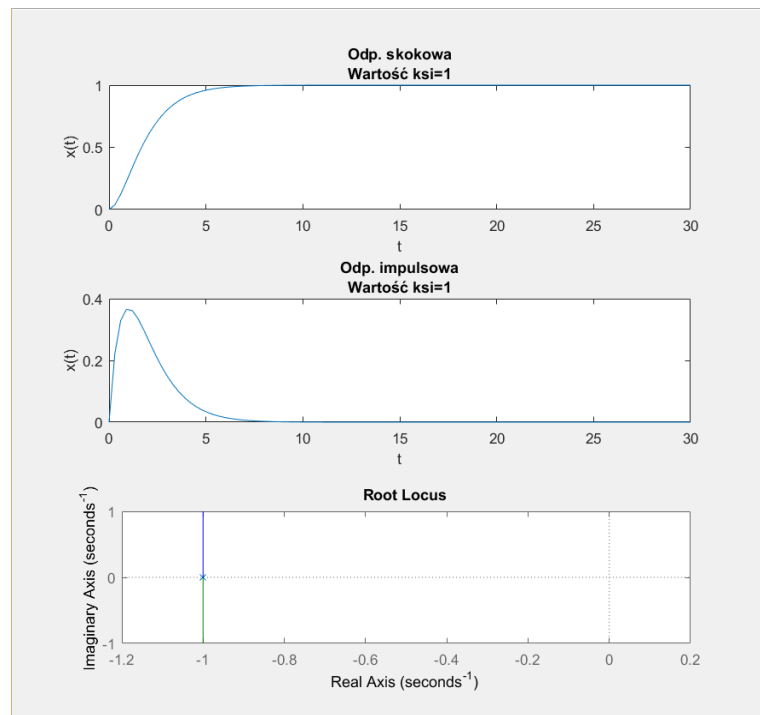 Odp. skokowa
Wartość ksi=1
1
0.5
0
x(t)
0 5 10 15 20 25 30
t
Odp. impulsowa
Wartość ksi=1
0.4
0.2
0
x(t)
0 5 10 15 20 25 30
t
Root Locus
1
0
-1
Imaginary Axis (seconds⁻¹)
-1.2 -1 -0.8 -0.6 -0.4 -0.2 0 0.2
Real Axis (seconds⁻¹)